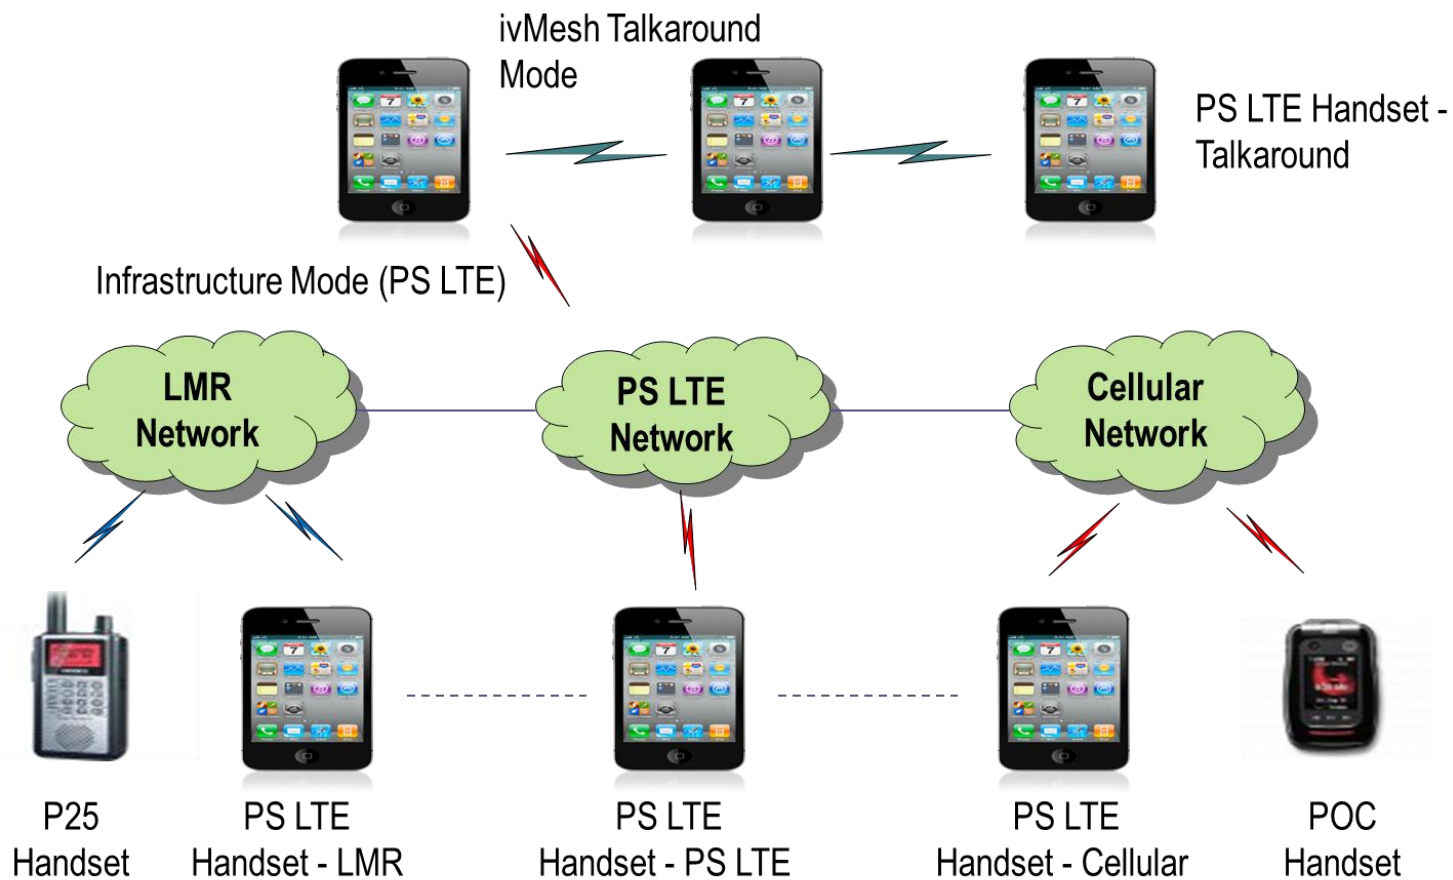 ivMesh Talkaround
Mode
PS LTE Handset -
Talkaround
Infrastructure Mode (PS LTE)
LMR
Network
PS LTE
Network
Cellular
Network
P25
Handset
PS LTE
Handset - LMR
PS LTE
Handset - PS LTE
PS LTE
Handset - Cellular
POC
Handset